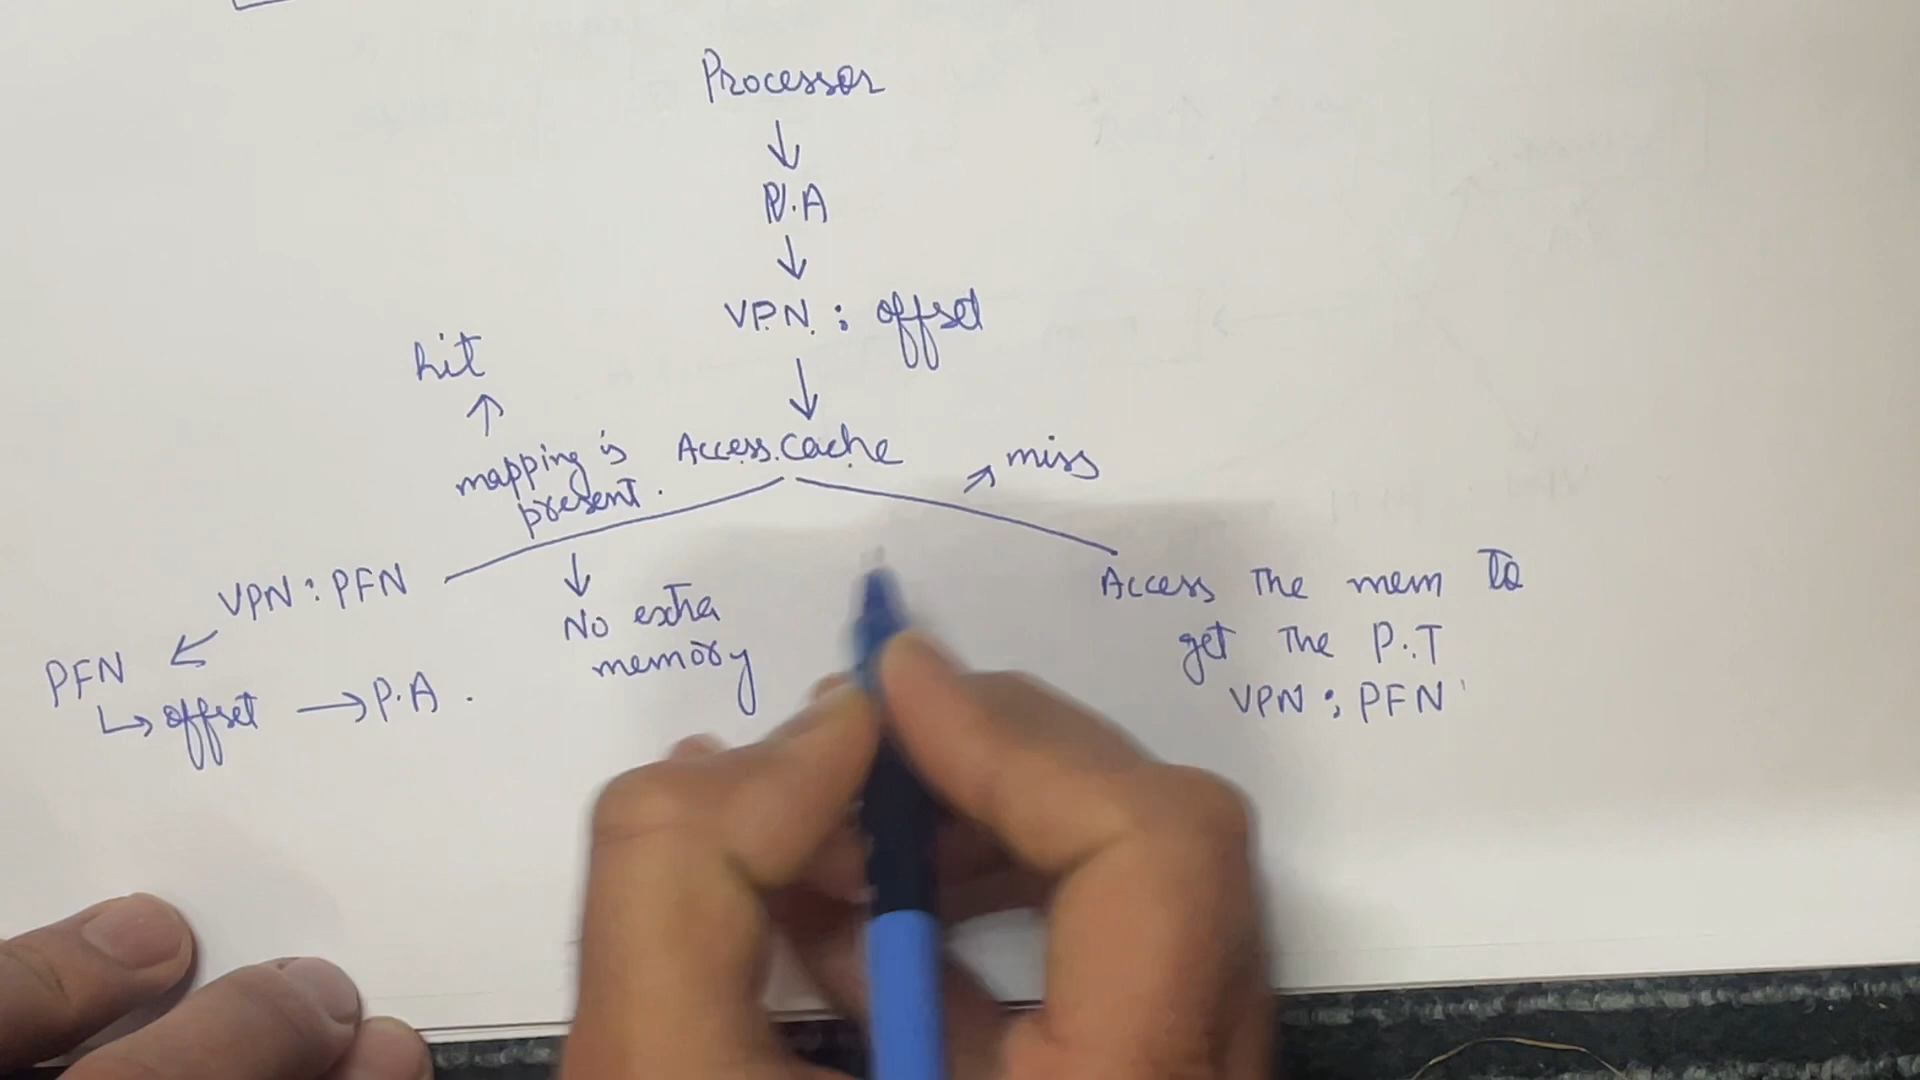 Processor
V.A
VPN : offset
hit
Access Cache
miss
mapping is
present.
VPN : PFN
No extra
memory
Access The mem to
get The P.T
VPN : PFN
PFN
offset → P.A.